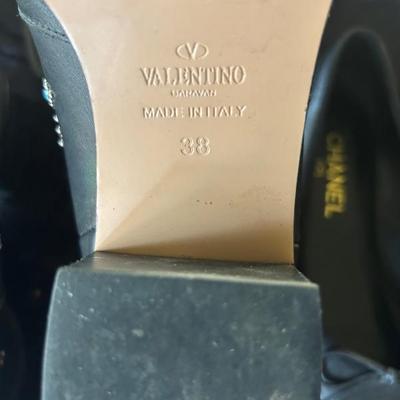 VALENTINO
GARAVANI
MADE IN ITALY
38
CHANEL